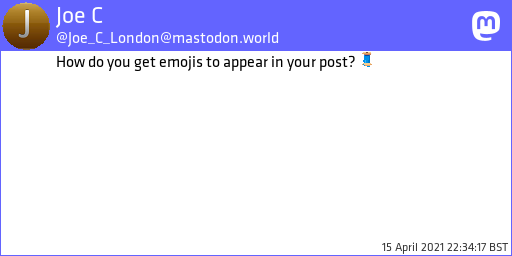 Joe C
@Joe_C_London@mastodon.world
How do you get emojis to appear in your post? 🧵
15 April 2021 22:34:17 BST